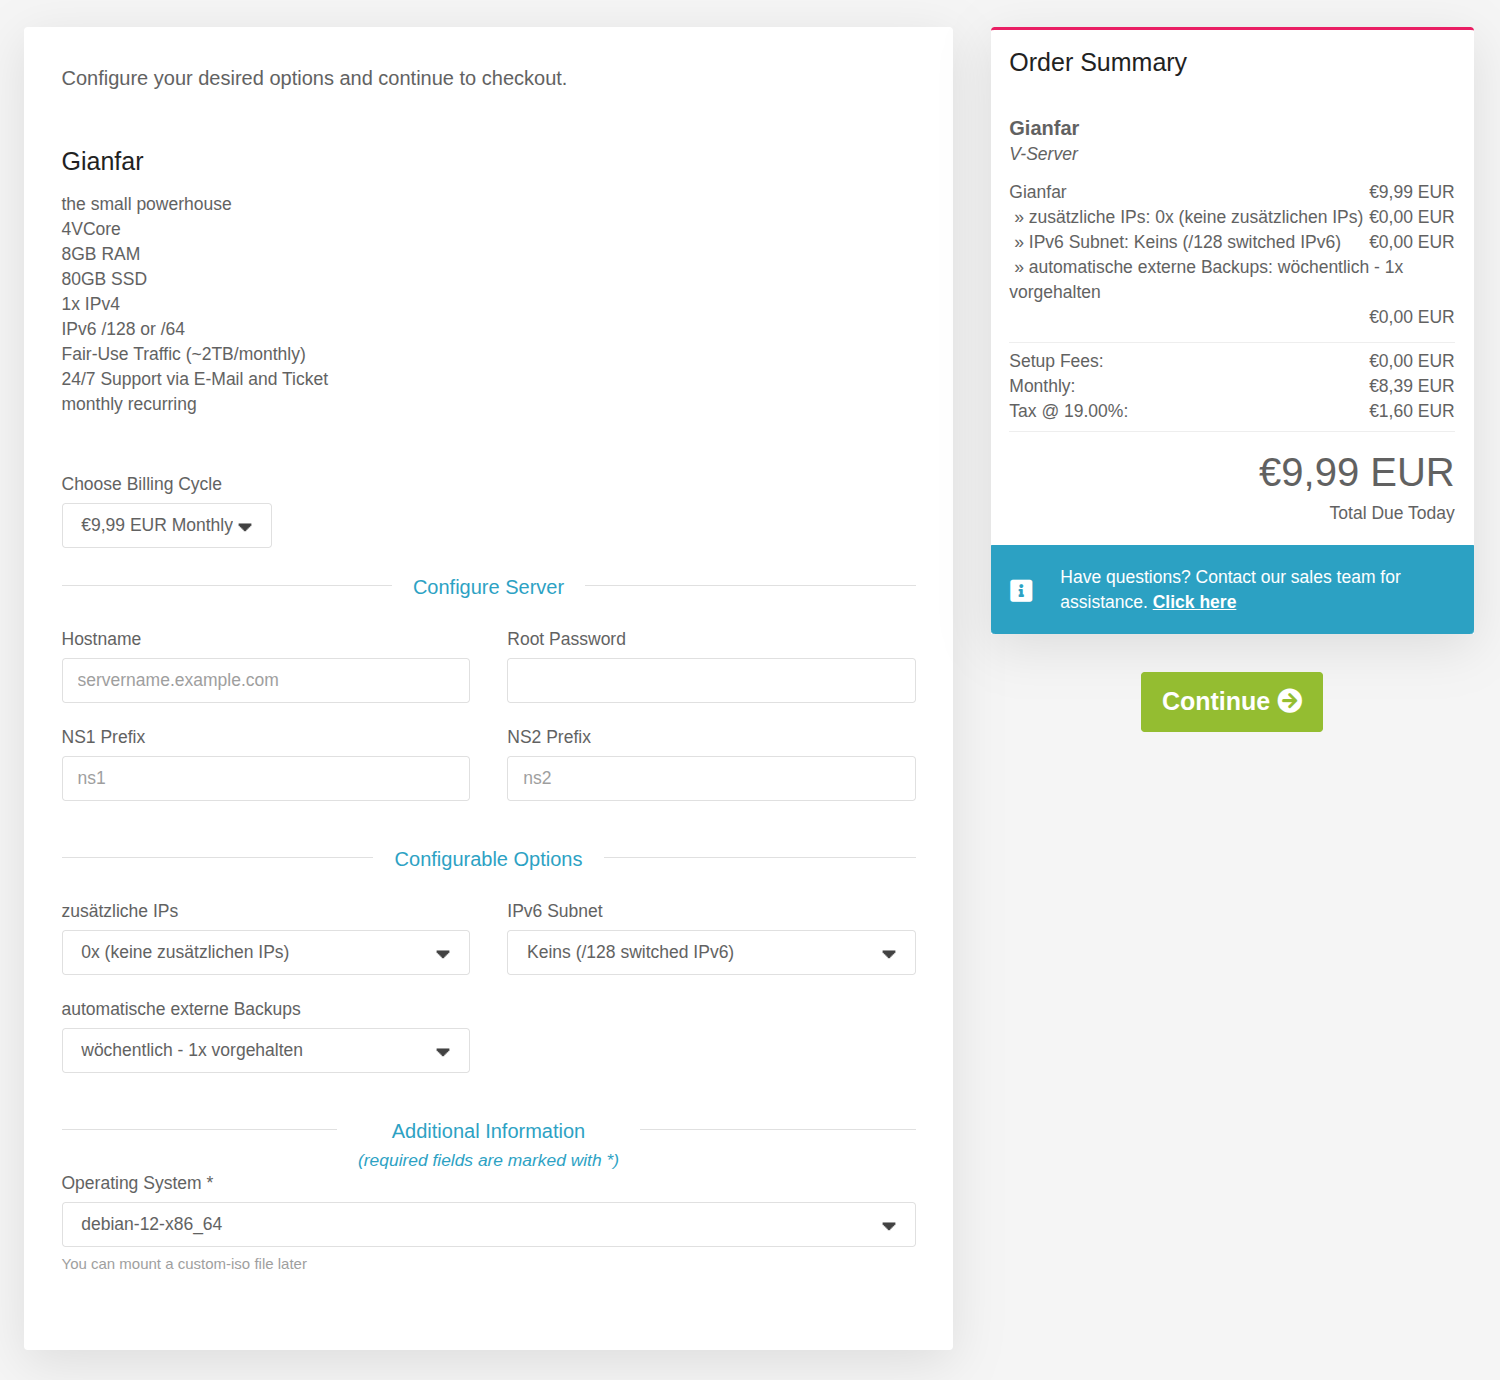 Configure your desired options and continue to checkout.
Gianfar
the small powerhouse
4VCore
8GB RAM
80GB SSD
1x IPv4
IPv6 /128 or /64
Fair-Use Traffic (~2TB/monthly)
24/7 Support via E-Mail and Ticket
monthly recurring
Choose Billing Cycle
€9,99 EUR Monthly
Configure Server
Hostname
Root Password
servername.example.com
NS1 Prefix
NS2 Prefix
ns1
ns2
Configurable Options
zusätzliche IPs
IPv6 Subnet
0x (keine zusätzlichen IPs)
Keins (/128 switched IPv6)
automatische externe Backups
wöchentlich - 1x vorgehalten
Additional Information
(required fields are marked with *)
Operating System *
debian-12-x86_64
You can mount a custom-iso file later
Order Summary
Gianfar
V-Server
Gianfar €9,99 EUR
» zusätzliche IPs: 0x (keine zusätzlichen IPs) €0,00 EUR
» IPv6 Subnet: Keins (/128 switched IPv6) €0,00 EUR
» automatische externe Backups: wöchentlich - 1x
vorgehalten
€0,00 EUR
Setup Fees: €0,00 EUR
Monthly: €8,39 EUR
Tax @ 19.00%: €1,60 EUR
€9,99 EUR
Total Due Today
Have questions? Contact our sales team for
assistance. Click here
Continue